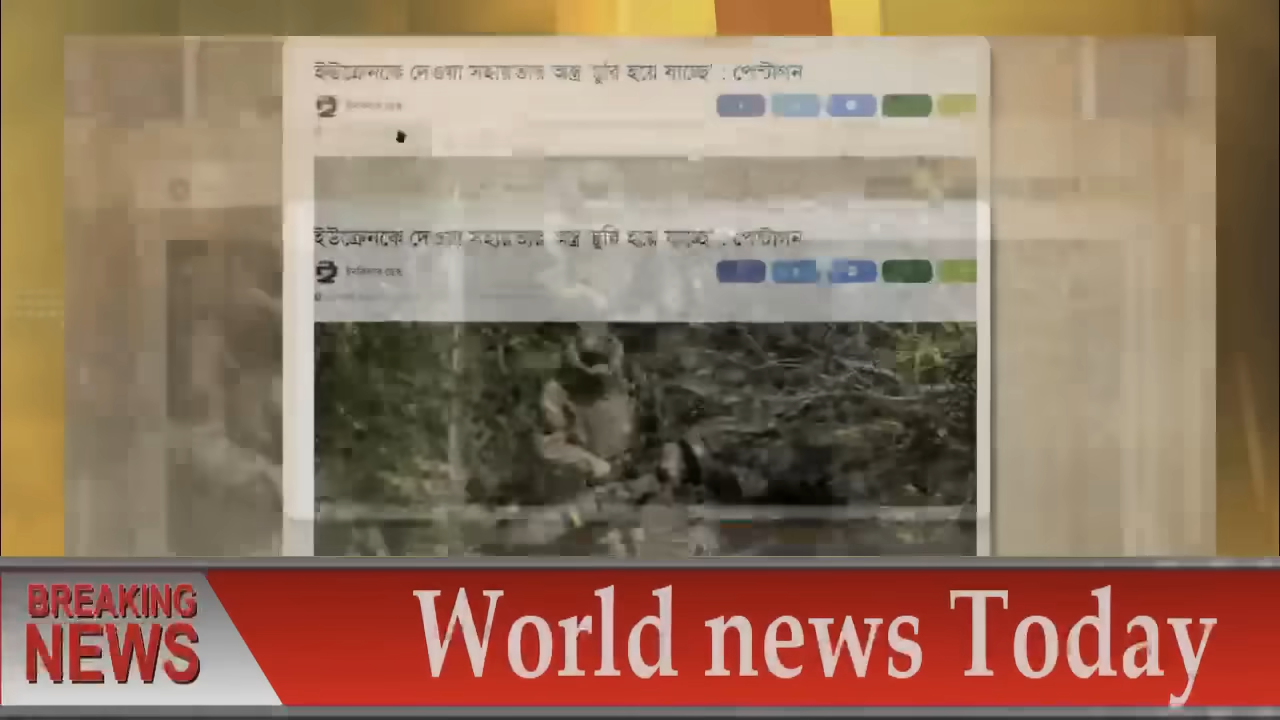 ইউক্রেনকে দেওয়া সহায়তার অস্ত্র 'চুরি হয়ে যাচ্ছে' : পেন্টাগন
ইউক্রেনকে দেওয়া সহায়তার অস্ত্র 'চুরি হয়ে যাচ্ছে' : পেন্টাগন
BREAKING
NEWS
World news Today